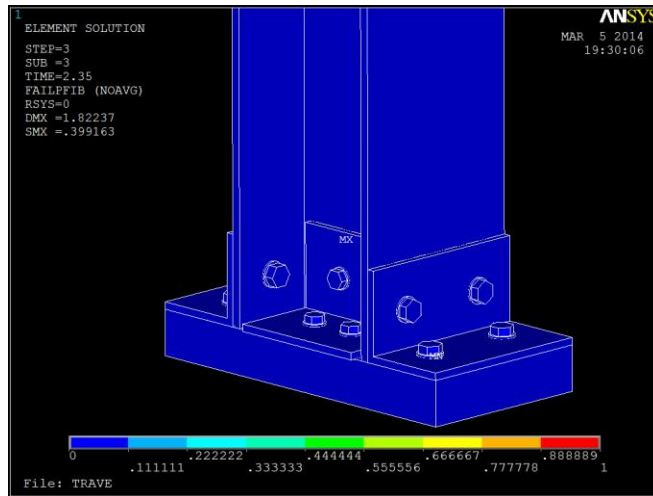 1
ANSYS
ELEMENT SOLUTION
MAR 5 2014
19:30:06
STEP=3
SUB =3
TIME=2.35
FAILPFIB (NOAVG)
RSYS=0
DMX =1.82237
SMX =.399163
MX
MN
0 .222222 .444444 .666667 .888889
.111111 .333333 .555556 .777778 1
File: TRAVE